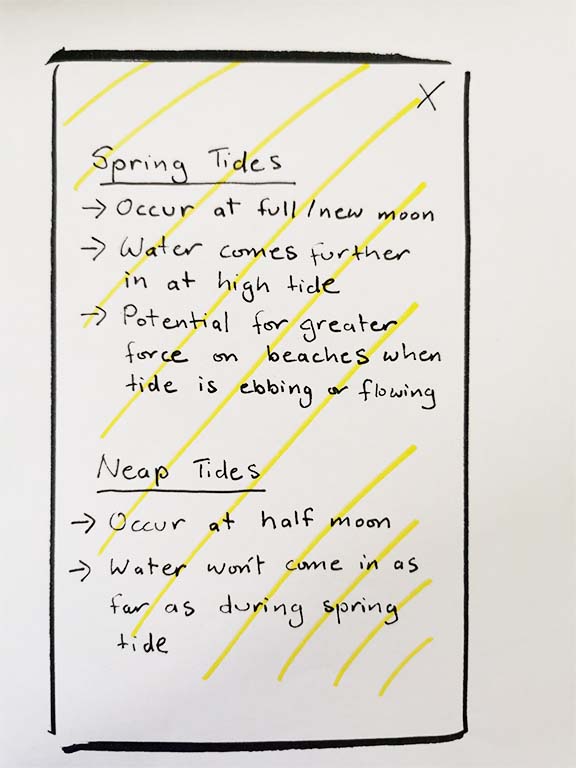 X
Spring Tides
→ Occur at full/new moon
→ Water comes further
in at high tide
→ Potential for greater
force on beaches when
tide is ebbing or flowing
Neap Tides
→ Occur at half moon
→ Water won't come in as
far as during spring
tide